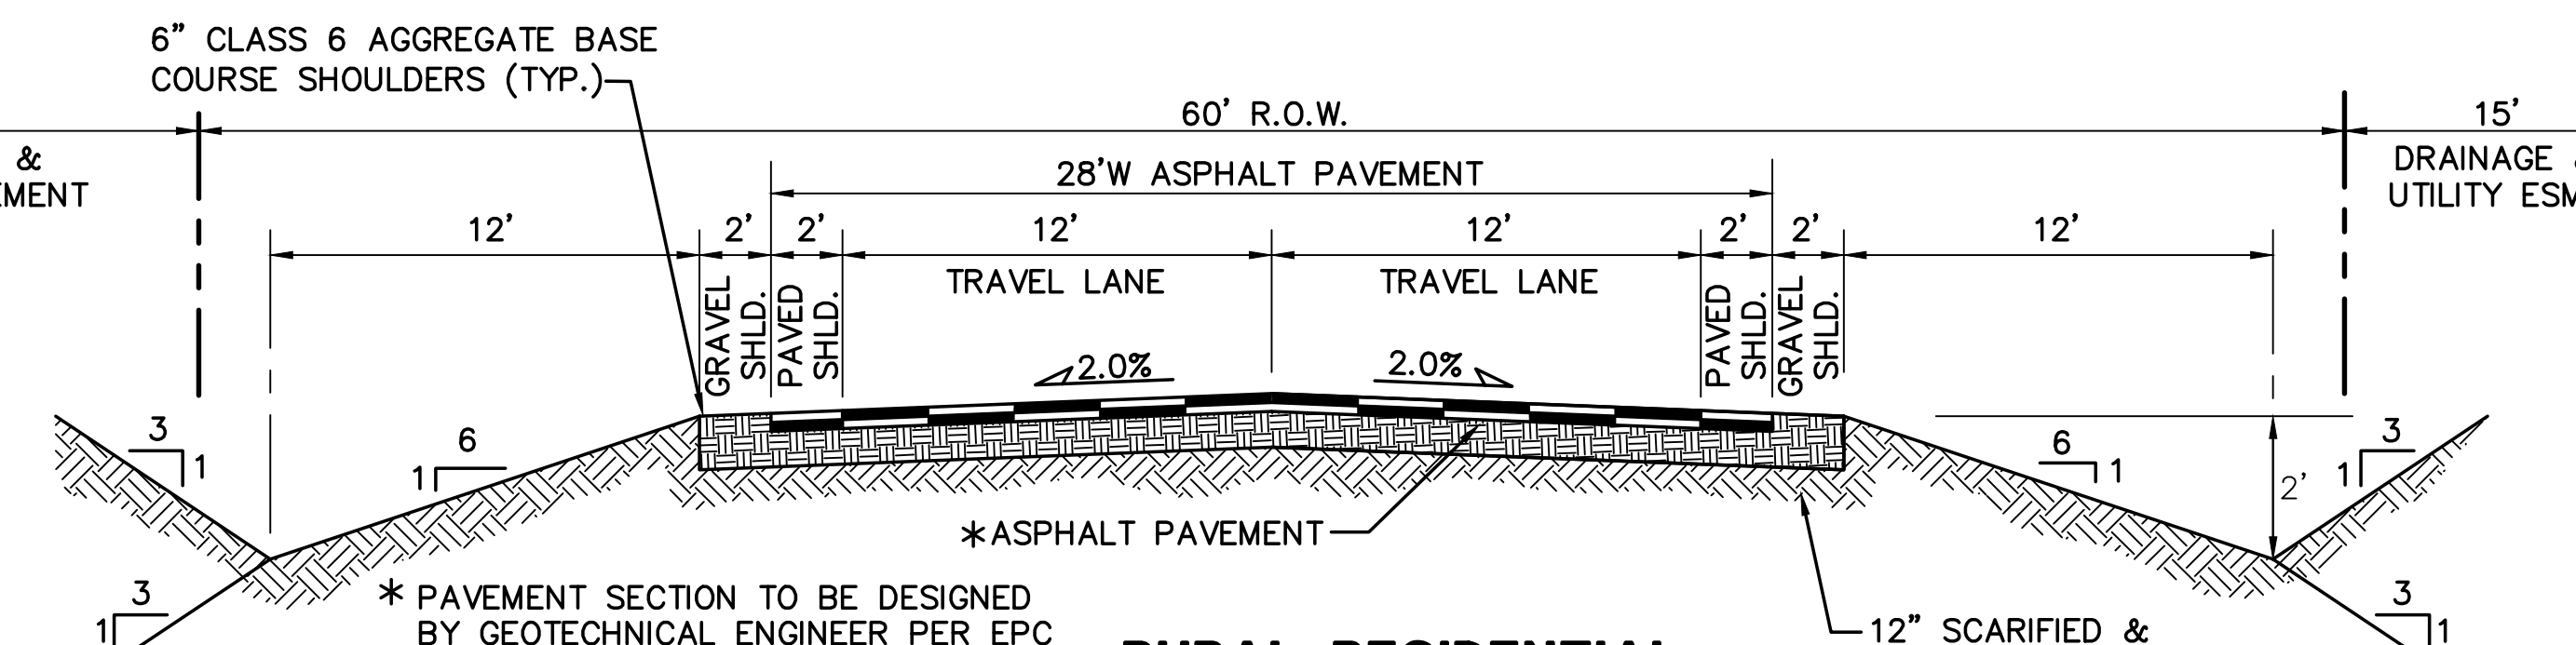 6” CLASS 6 AGGREGATE BASE
COURSE SHOULDERS (TYP.)
60' R.O.W.
15'
&
DRAINAGE &
UTILITY ESM
EMENT
28'W ASPHALT PAVEMENT
12'
2'
2'
12'
12'
2'
2'
12'
TRAVEL LANE
TRAVEL LANE
GRAVEL
SHLD.
PAVED
SHLD.
PAVED
SHLD.
GRAVEL
SHLD.
2.0%
2.0%
3
1
6
1
6
1
3
1
2'
*ASPHALT PAVEMENT
3
1
* PAVEMENT SECTION TO BE DESIGNED
BY GEOTECHNICAL ENGINEER PER EPC
RURAL RESIDENTIAL
12” SCARIFIED &
3
1